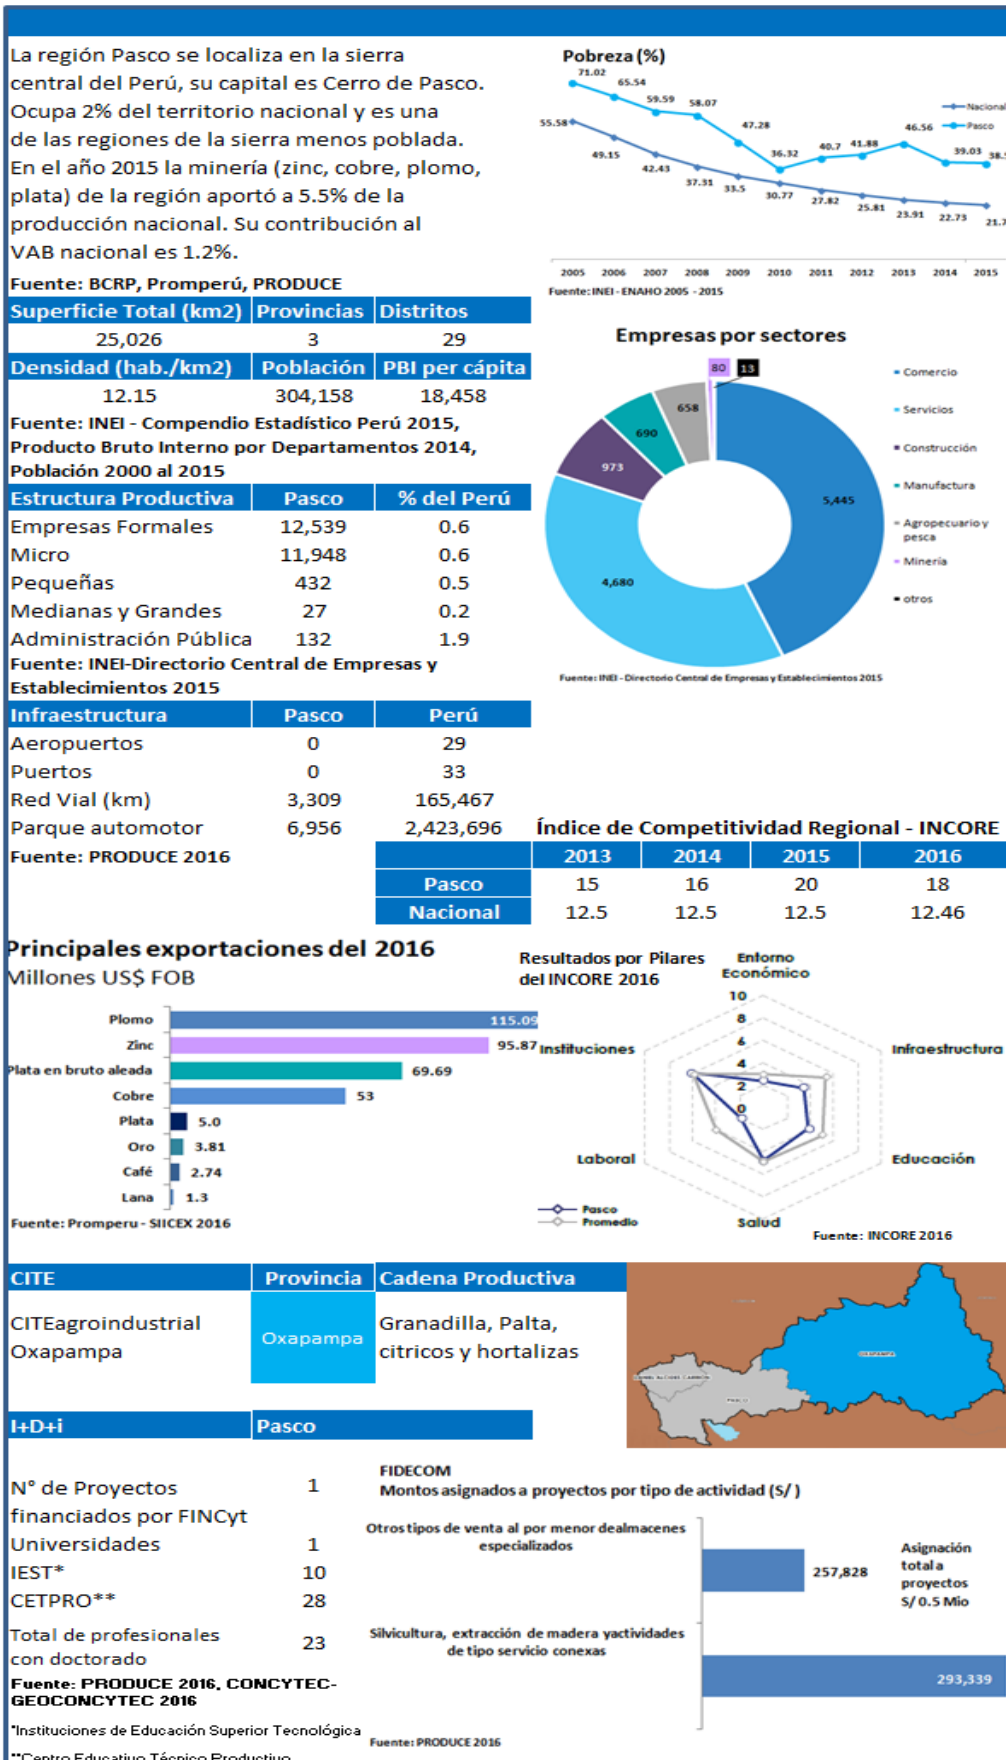 La región Pasco se localiza en la sierra
central del Perú, su capital es Cerro de Pasco.
Ocupa 2% del territorio nacional y es una
de las regiones de la sierra menos poblada.
En el año 2015 la minería (zinc, cobre, plomo,
plata) de la región aportó a 5.5% de la
producción nacional. Su contribución al
VAB nacional es 1.2%.
Fuente: BCRP, Promperú, PRODUCE
Pobreza (%)
71.02 65.54 59.59 58.07 47.28 36.32 40.7 41.88 46.56 39.03
55.58 49.15 42.43 37.31 33.5 30.77 27.82 25.81 23.91 22.73
Nacional
Pasco
2005 2006 2007 2008 2009 2010 2011 2012 2013 2014 2015
Fuente: INEI - ENAHO 2005 - 2015
Superficie Total (km2) Provincias Distritos
25,026 3 29
Densidad (hab./km2) Población PBI per cápita
12.15 304,158 18,458
Fuente: INEI - Compendio Estadístico Perú 2015,
Producto Bruto Interno por Departamentos 2014,
Población 2000 al 2015
Empresas por sectores
80 13
658
690
973
5,445
4,680
Comercio
Servicios
Construcción
Manufactura
Agropecuario y
pesca
Minería
otros
Fuente: INEI - Directorio Central de Empresas y Establecimientos 2015
Estructura Productiva Pasco % del Perú
Empresas Formales 12,539 0.6
Micro 11,948 0.6
Pequeñas 432 0.5
Medianas y Grandes 27 0.2
Administración Pública 132 1.9
Fuente: INEI-Directorio Central de Empresas y
Establecimientos 2015
Infraestructura Pasco Perú
Aeropuertos 0 29
Puertos 0 33
Red Vial (km) 3,309 165,467
Parque automotor 6,956 2,423,696
Fuente: PRODUCE 2016
Índice de Competitividad Regional - INCORE
2013 2014 2015 2016
Pasco 15 16 20 18
Nacional 12.5 12.5 12.5 12.46
Principales exportaciones del 2016
Millones US$ FOB
Plomo 115.09
Zinc 95.87
Plata en bruto aleada 69.69
Cobre 53
Plata 5.0
Oro 3.81
Café 2.74
Lana 1.3
Fuente: Promperu - SIICEX 2016
Resultados por Pilares
del INCORE 2016
Entorno
Económico
10
8
6
4
2
0
Instituciones
Infraestructura
Laboral
Educación
Salud
Pasco
Promedio
Fuente: INCORE 2016
CITE Provincia Cadena Productiva
CITEagroindustrial
Oxapampa
Oxapampa
Granadilla, Palta,
citricos y hortalizas
OXAPAMPA
DANIEL ALCIDES CARRIÓN
PASCO
I+D+i Pasco
N° de Proyectos 1
financiados por FINCyt
Universidades 1
IEST* 10
CETPRO** 28
Total de profesionales 23
con doctorado
Fuente: PRODUCE 2016, CONCYTEC-
GEOCONCYTEC 2016
*Instituciones de Educación Superior Tecnológica
**Centro Educativo Técnico Productivo
FIDECOM
Montos asignados a proyectos por tipo de actividad (S/ )
Otros tipos de venta al por menor dealmacenes
especializados
257,828
Asignación
total a
proyectos
S/ 0.5 Mio
Silvicultura, extracción de madera yactividades
de tipo servicio conexas
293,339
Fuente: PRODUCE 2016